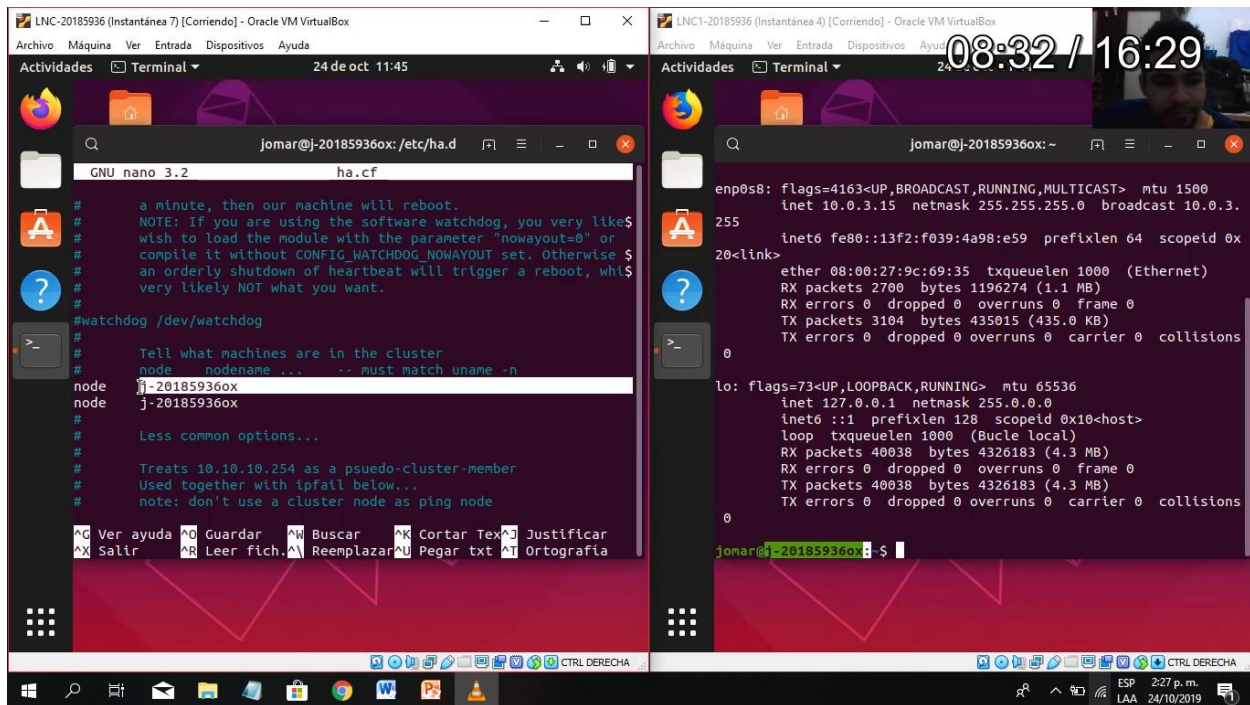 LNC-20185936 (Instantánea 7) [Corriendo] - Oracle VM VirtualBox
Archivo Máquina Ver Entrada Dispositivos Ayuda
Actividades Terminal 24 de oct 11:45
jomar@j-20185936ox: /etc/ha.d
GNU nano 3.2 ha.cf
# a minute, then our machine will reboot.
# NOTE: If you are using the software watchdog, you very like$
# wish to load the module with the parameter "nowayout=0" or
# compile it without CONFIG_WATCHDOG_NOWAYOUT set. Otherwise $
# an orderly shutdown of heartbeat will trigger a reboot, whi$
# very likely NOT what you want.
#
#watchdog /dev/watchdog
#
# Tell what machines are in the cluster
# node nodename ... -- must match uname -n
node j-20185936ox
node j-20185936ox
#
# Less common options...
#
# Treats 10.10.10.254 as a psuedo-cluster-member
# Used together with ipfail below...
# note: don't use a cluster node as ping node
^G Ver ayuda ^O Guardar ^W Buscar ^K Cortar Tex^J Justificar
^X Salir ^R Leer fich.^\ Reemplazar^U Pegar txt ^T Ortografía
CTRL DERECHA
LNC1-20185936 (Instantánea 4) [Corriendo] - Oracle VM VirtualBox
Archivo Máquina Ver Entrada Dispositivos
08:32 / 16:29
Actividades Terminal
jomar@j-20185936ox: ~
enp0s8: flags=4163<UP,BROADCAST,RUNNING,MULTICAST> mtu 1500
inet 10.0.3.15 netmask 255.255.255.0 broadcast 10.0.3.
255
inet6 fe80::13f2:f039:4a98:e59 prefixlen 64 scopeid 0x
20<link>
ether 08:00:27:9c:69:35 txqueuelen 1000 (Ethernet)
RX packets 2700 bytes 1196274 (1.1 MB)
RX errors 0 dropped 0 overruns 0 frame 0
TX packets 3104 bytes 435015 (435.0 KB)
TX errors 0 dropped 0 overruns 0 carrier 0 collisions
0
lo: flags=73<UP,LOOPBACK,RUNNING> mtu 65536
inet 127.0.0.1 netmask 255.0.0.0
inet6 ::1 prefixlen 128 scopeid 0x10<host>
loop txqueuelen 1000 (Bucle local)
RX packets 40038 bytes 4326183 (4.3 MB)
RX errors 0 dropped 0 overruns 0 frame 0
TX packets 40038 bytes 4326183 (4.3 MB)
TX errors 0 dropped 0 overruns 0 carrier 0 collisions
0
jomar@j-20185936ox:~$
CTRL DERECHA
ESP 2:27 p. m.
LAA 24/10/2019